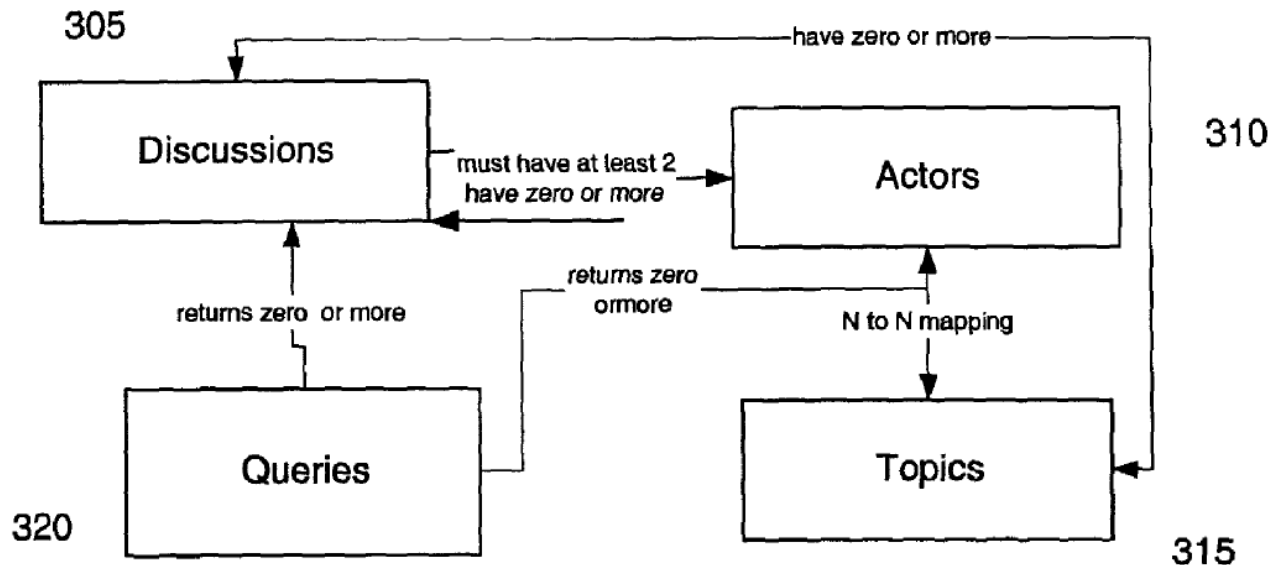 305
have zero or more
310
Discussions
must have at least 2
have zero or more
Actors
returns zero
ormore
returns zero or more
N to N mapping
Queries
Topics
320
315